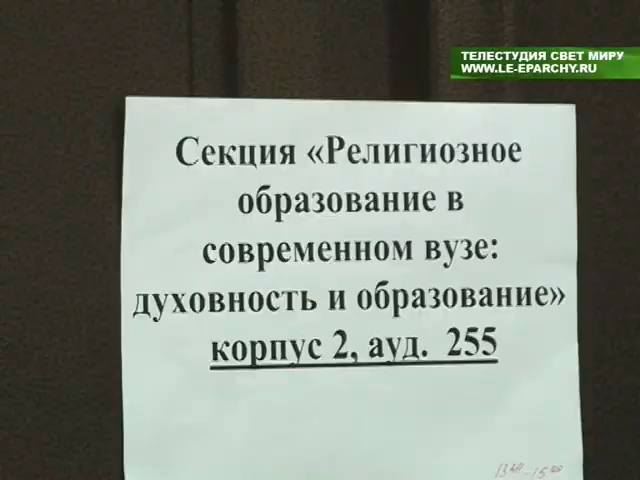 ТЕЛЕСТУДИЯ СВЕТ МИРУ
WWW.LE-EPARCHY.RU
Секция «Религиозное
образование в
современном вузе:
духовность и образование»
корпус 2, ауд. 255